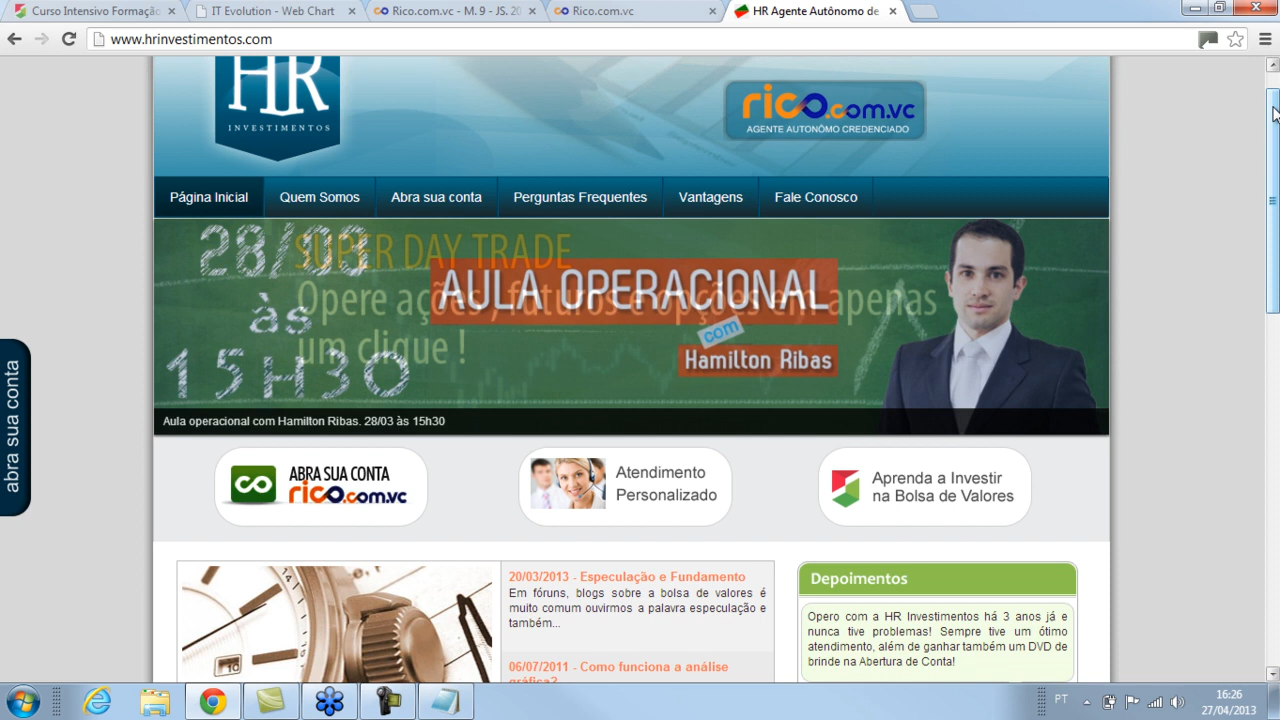 Curso Intensivo Formação
IT Evolution - Web Chart
Rico.com.vc - M. 9 - JS. 20
Rico.com.vc
HR Agente Autônomo de
www.hrinvestimentos.com
HR
INVESTIMENTOS
rico.com.vc
AGENTE AUTONÔMO CREDENCIADO
Página Inicial
Quem Somos
Abra sua conta
Perguntas Frequentes
Vantagens
Fale Conosco
28/03
às
15H30
SUPER DAY TRADE
Opere ações, futuros e opções em apenas
um clique !
AULA OPERACIONAL
com
Hamilton Ribas
Aula operacional com Hamilton Ribas. 28/03 às 15h30
abra sua conta
ABRA SUA CONTA
rico.com.vc
Atendimento
Personalizado
Aprenda a Investir
na Bolsa de Valores
20/03/2013 - Especulação e Fundamento
Em fóruns, blogs sobre a bolsa de valores é
muito comum ouvirmos a palavra especulação e
também...
06/07/2011 - Como funciona a análise
gráfica?
Depoimentos
Opero com a HR Investimentos há 3 anos já e
nunca tive problemas! Sempre tive um ótimo
atendimento, além de ganhar também um DVD de
brinde na Abertura de Conta!
14
PT
16:26
27/04/2013